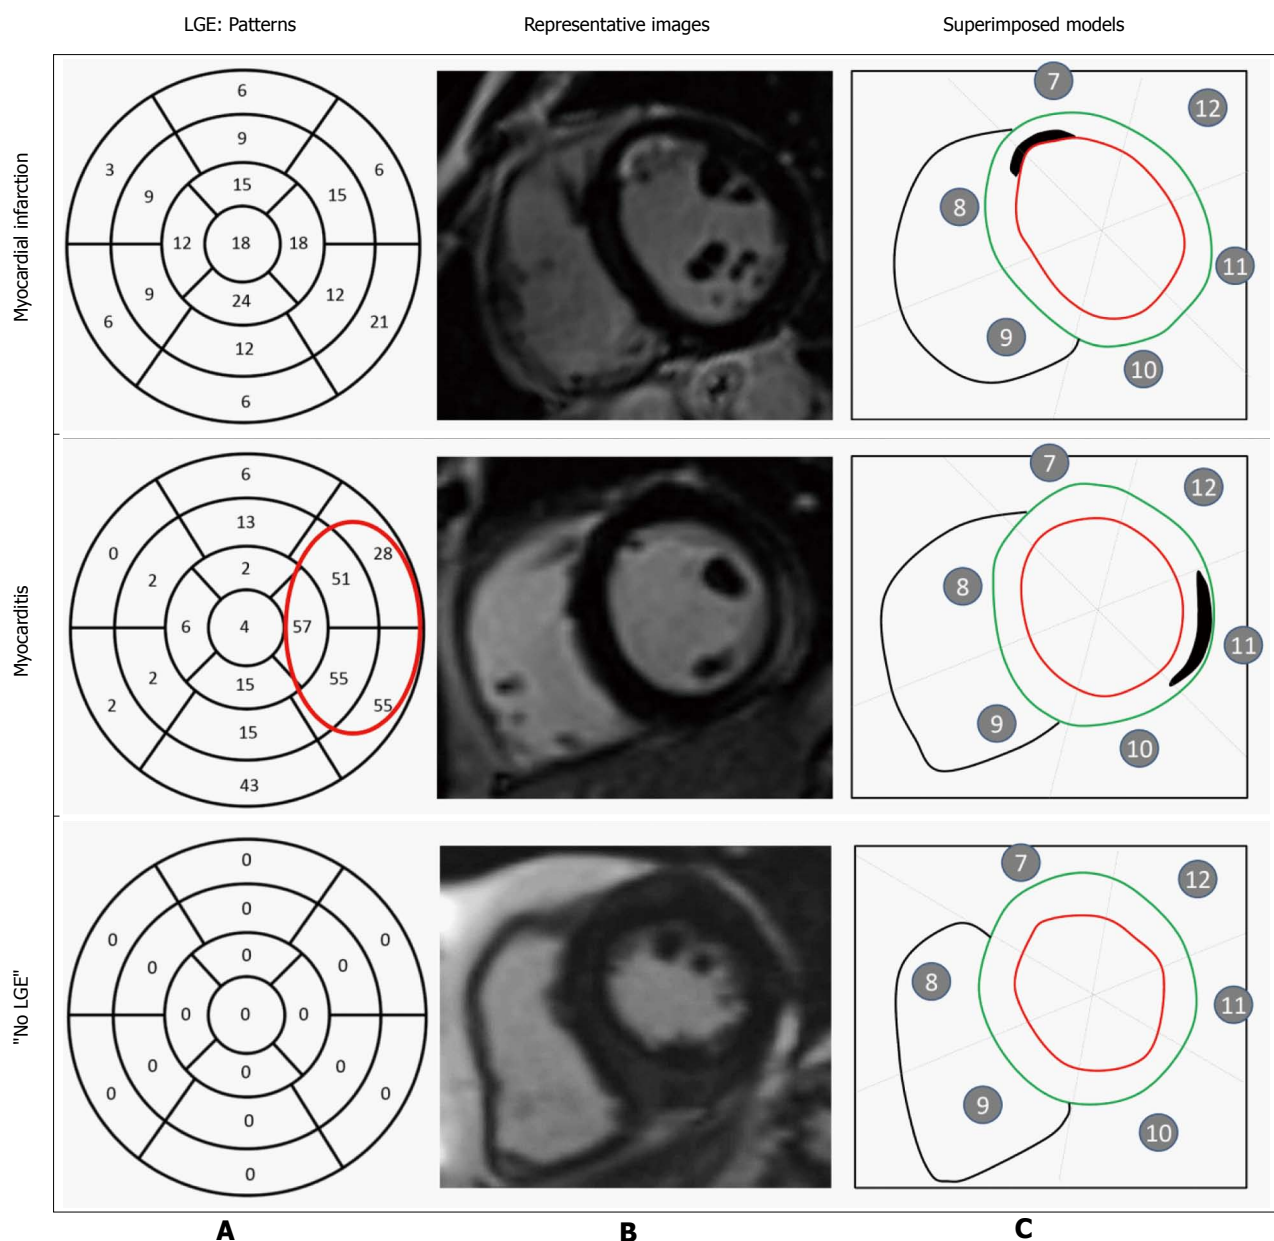 LGE: Patterns Representative images Superimposed models
Myocardial infarction
6
9
3 15 6
9 15
12 18 18
9 24 12
6 12 21
6
7
12
8
11
9
10
Myocarditis
6
13
0 2 28
2 51
6 4 57
2 15 55
2 15 55
43
7
12
8
11
9
10
"No LGE"
0
0
0 0 0
0 0
0 0 0
0 0 0
0 0 0
0
7
12
8
11
9
10
A B C